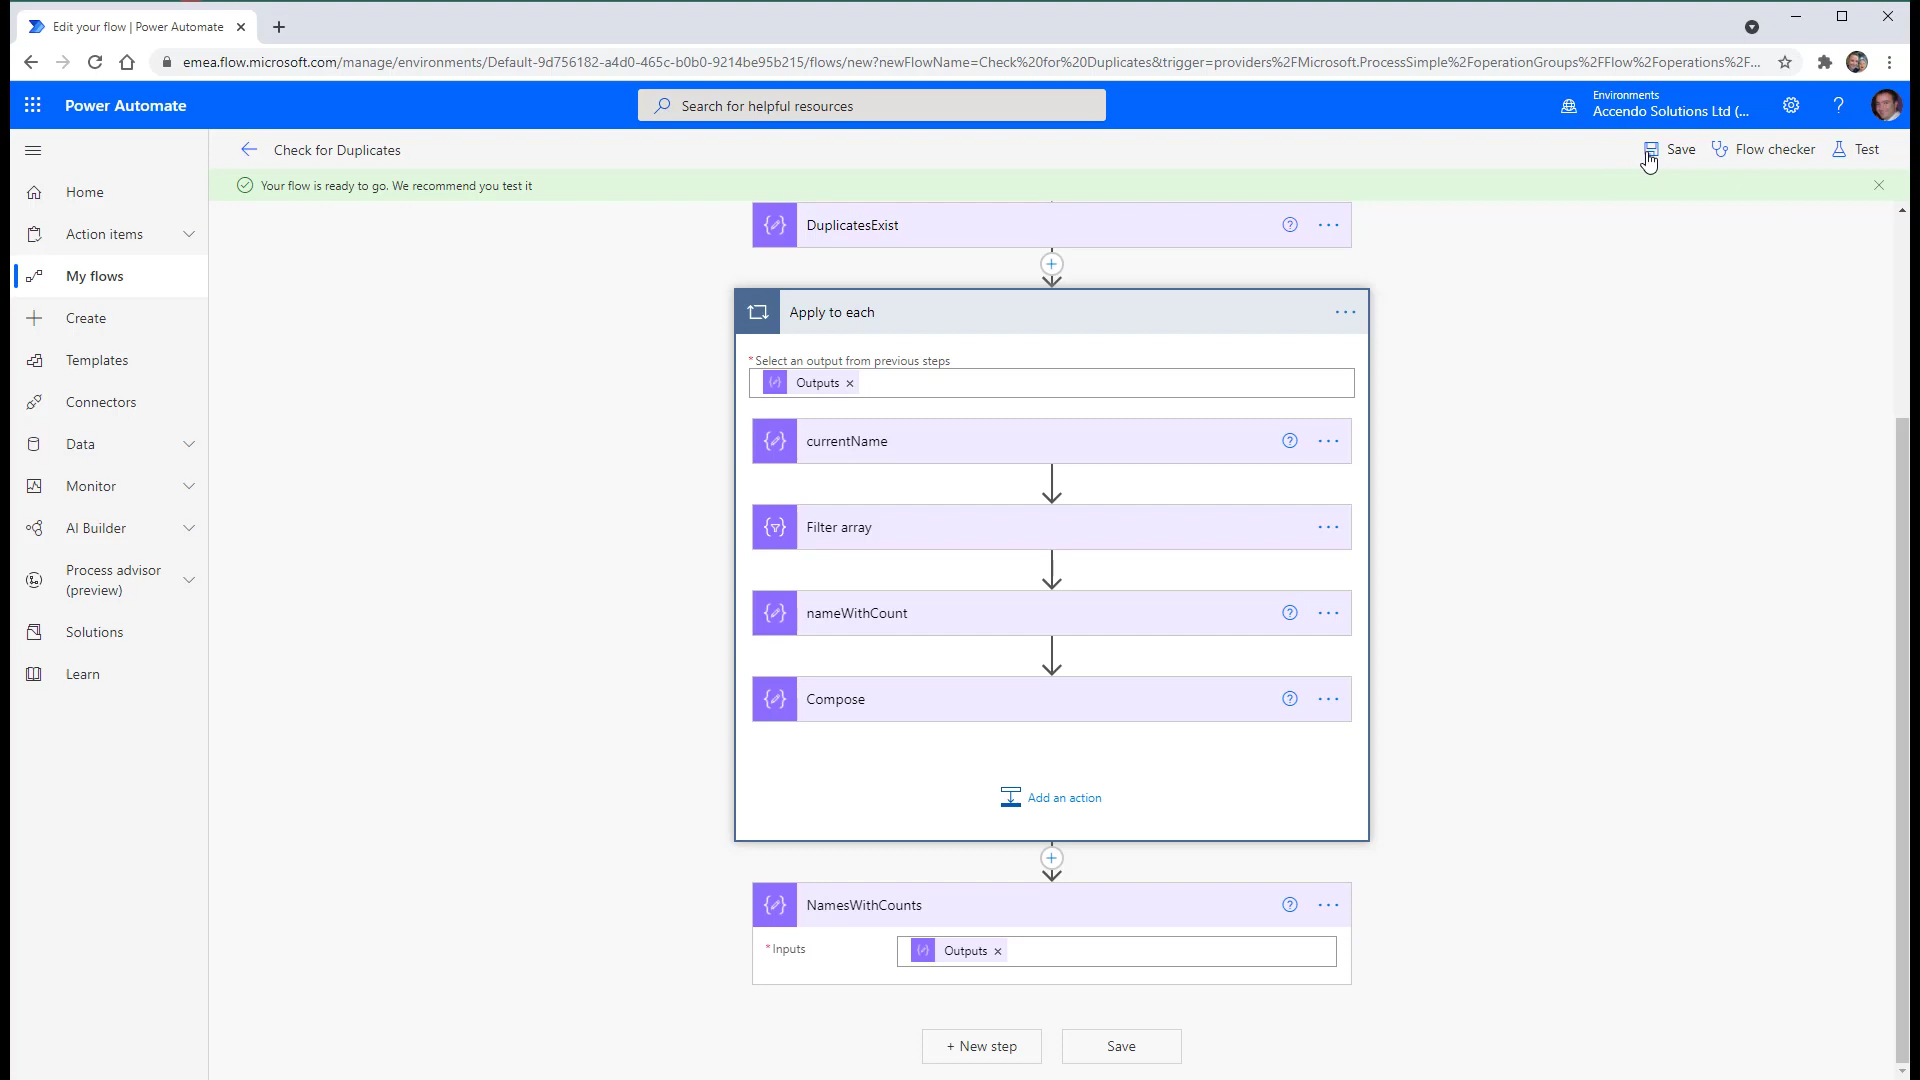 Edit your flow | Power Automate
emea.flow.microsoft.com/manage/environments/Default-9d756182-a4d0-465c-b0b0-9214be95b215/flows/new?newFlowName=Check%20for%20Duplicates&trigger=providers%2FMicrosoft.ProcessSimple%2FoperationGroups%2FFlow%2Foperations%2F...
Power Automate
Search for helpful resources
Environments
Accendo Solutions Ltd (...
Check for Duplicates
Save
Flow checker
Test
Your flow is ready to go. We recommend you test it
Home
Action items
My flows
Create
Templates
Connectors
Data
Monitor
AI Builder
Process advisor
(preview)
Solutions
Learn
DuplicatesExist
Apply to each
*Select an output from previous steps
Outputs
currentName
Filter array
nameWithCount
Compose
Add an action
NamesWithCounts
*Inputs
Outputs
+ New step
Save